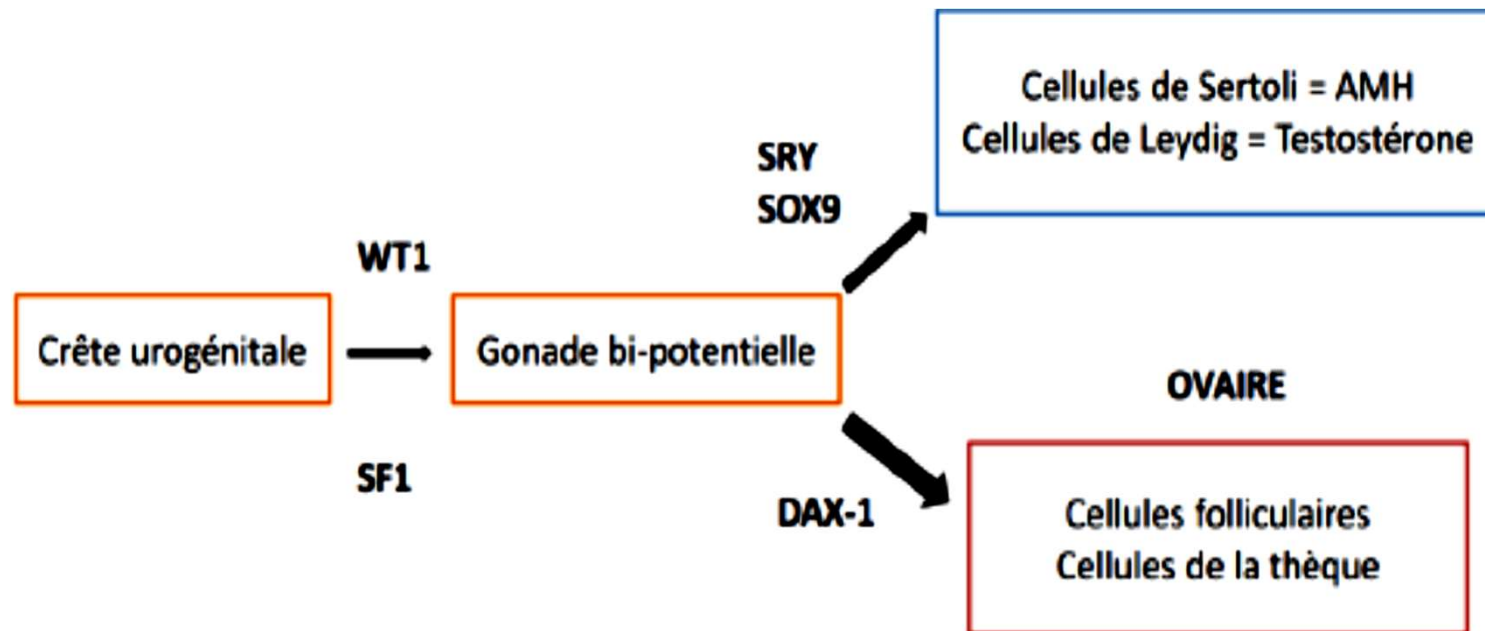 Cellules de Sertoli = AMH
Cellules de Leydig = Testostérone
SRY
SOX9
WT1
Crête urogénitale
Gonade bi-potentielle
SF1
OVAIRE
DAX-1
Cellules folliculaires
Cellules de la thèque